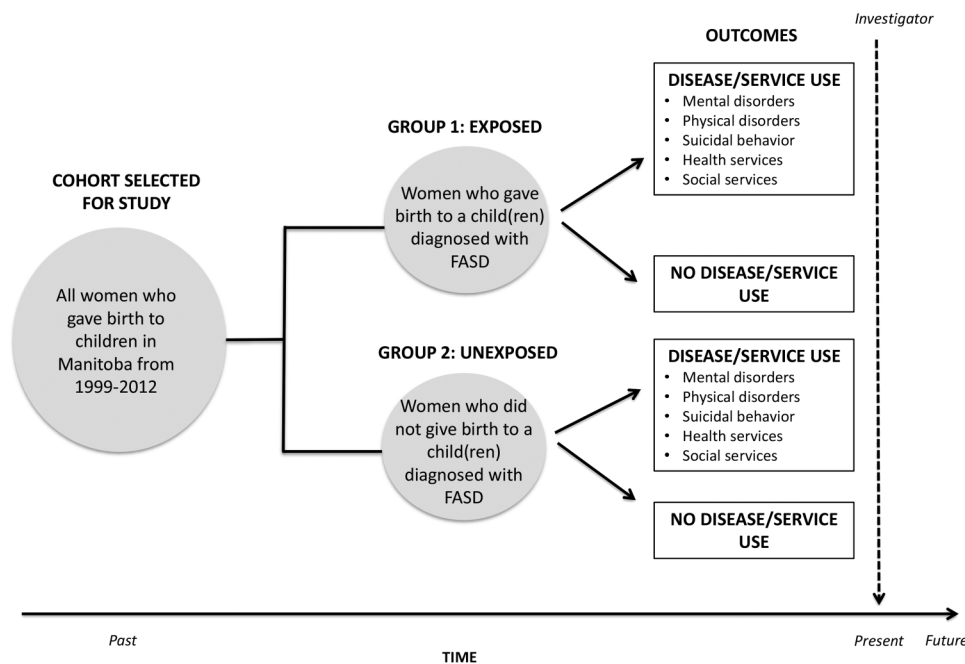 Investigator
OUTCOMES
DISEASE/SERVICE USE
• Mental disorders
• Physical disorders
• Suicidal behavior
• Health services
• Social services
GROUP 1: EXPOSED
Women who gave
birth to a child(ren)
diagnosed with
FASD
NO DISEASE/SERVICE
USE
COHORT SELECTED
FOR STUDY
All women who
gave birth to
children in
Manitoba from
1999-2012
GROUP 2: UNEXPOSED
Women who did
not give birth to a
child(ren)
diagnosed with
FASD
DISEASE/SERVICE USE
• Mental disorders
• Physical disorders
• Suicidal behavior
• Health services
• Social services
NO DISEASE/SERVICE
USE
Past
Present
Future
TIME